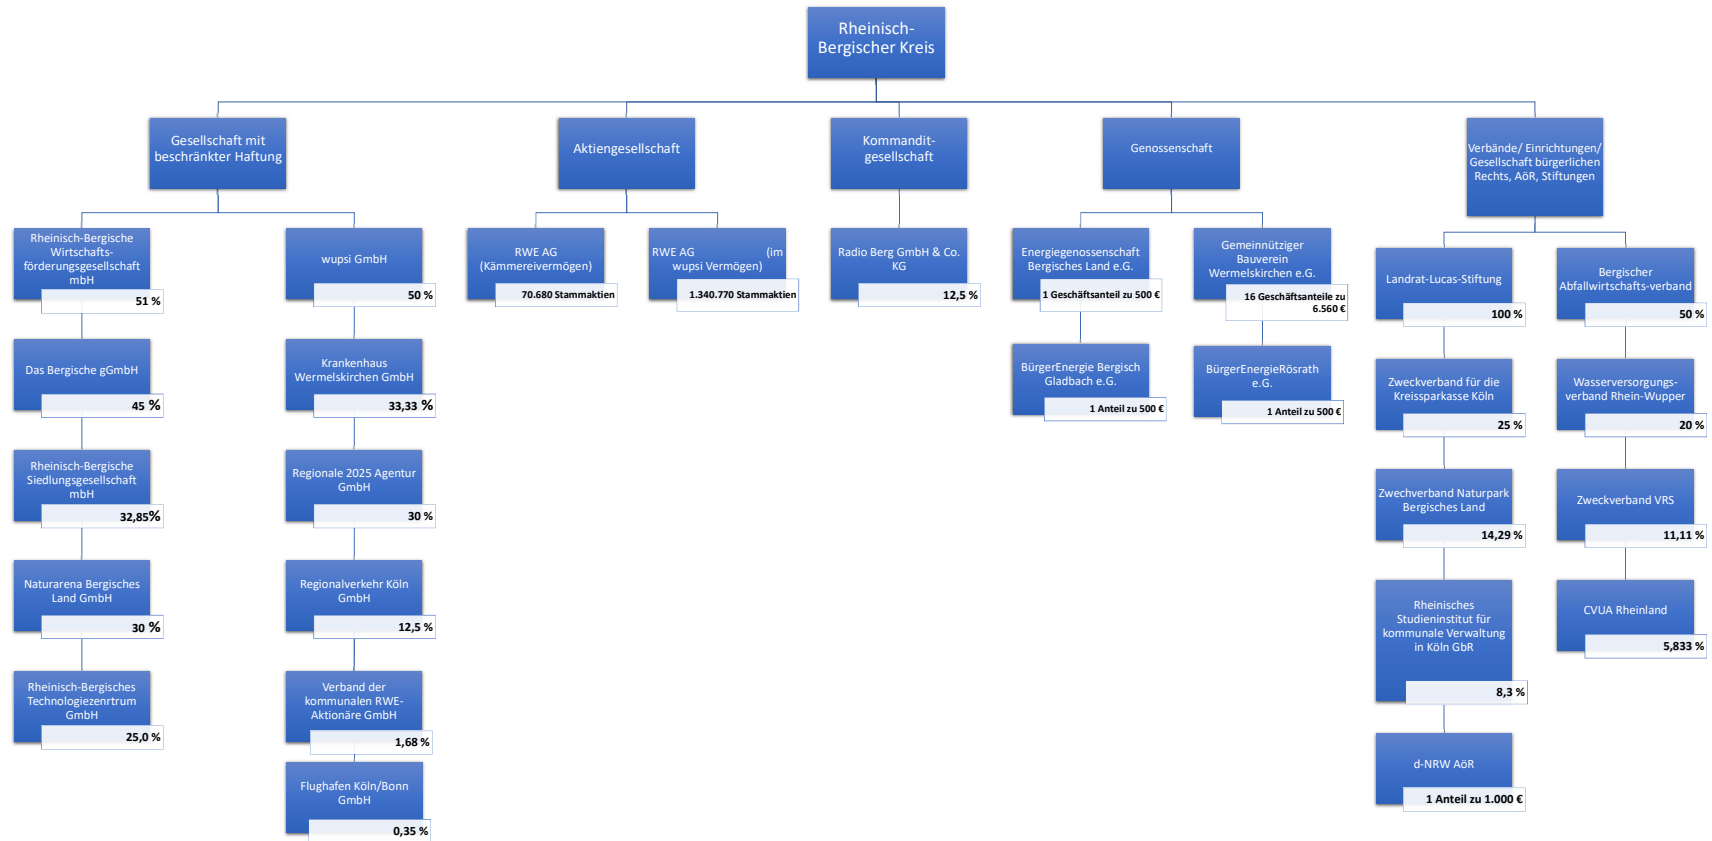 Rheinisch-
Bergischer Kreis
Gesellschaft mit
beschränkter Haftung
Rheinisch-Bergische
Wirtschafts-
förderungsgesellschaft
mbH
51 %
Das Bergische gGmbH
45 %
Rheinisch-Bergische
Siedlungsgesellschaft
mbH
32,85%
Naturarena Bergisches
Land GmbH
30 %
Rheinisch-Bergisches
Technologiezenrtrum
GmbH
25,0 %
wupsi GmbH
50 %
Krankenhaus
Wermelskirchen GmbH
33,33 %
Regionale 2025 Agentur
GmbH
30 %
Regionalverkehr Köln
GmbH
12,5 %
Verband der
kommunalen RWE-
Aktionäre GmbH
1,68 %
Flughafen Köln/Bonn
GmbH
0,35 %
Aktiengesellschaft
RWE AG
(Kämmereivermögen)
70.680 Stammaktien
RWE AG (im
wupsi Vermögen)
1.340.770 Stammaktien
Kommandit-
gesellschaft
Radio Berg GmbH & Co.
KG
12,5 %
Genossenschaft
Energiegenossenschaft
Bergisches Land e.G.
1 Geschäftsanteil zu 500 €
BürgerEnergie Bergisch
Gladbach e.G.
1 Anteil zu 500 €
Gemeinnütziger
Bauverein
Wermelskirchen e.G.
16 Geschäftsanteile zu
6.560 €
BürgerEnergieRösrath
e.G.
1 Anteil zu 500 €
Verbände/ Einrichtungen/
Gesellschaft bürgerlichen
Rechts, AöR, Stiftungen
Landrat-Lucas-Stiftung
100 %
Zweckverband für die
Kreissparkasse Köln
25 %
Zwechverband Naturpark
Bergisches Land
14,29 %
Rheinisches
Studieninstitut für
kommunale Verwaltung
in Köln GbR
8,3 %
d-NRW AöR
1 Anteil zu 1.000 €
Bergischer
Abfallwirtschafts-verband
50 %
Wasserversorgungs-
verband Rhein-Wupper
20 %
Zweckverband VRS
11,11 %
CVUA Rheinland
5,833 %